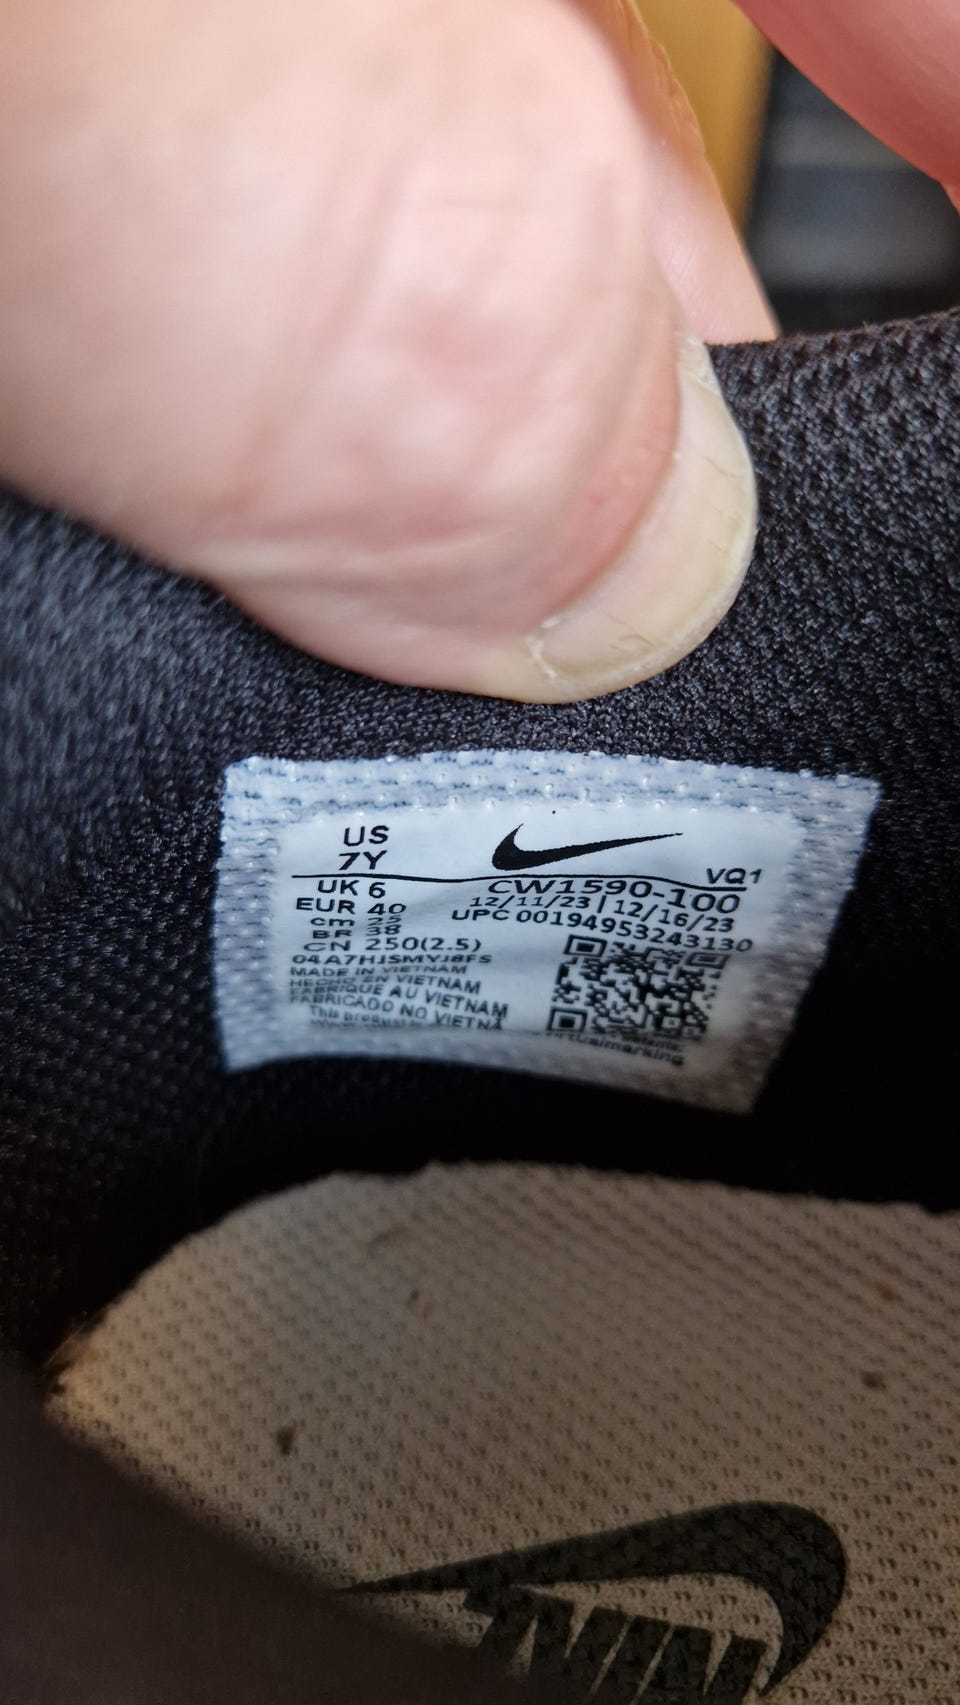 US
7Y
VQ1
UK 6
EUR 40
cm 25
BR 38
CN 250(2.5)
CW1590-100
12/11/23 | 12/16/23
UPC 00194953243130
04A7HJSMYJ8FS
MADE IN VIETNAM
HECHO EN VIETNAM
FABRIQUE AU VIETNAM
FABRICADO NO VIETNA
This product